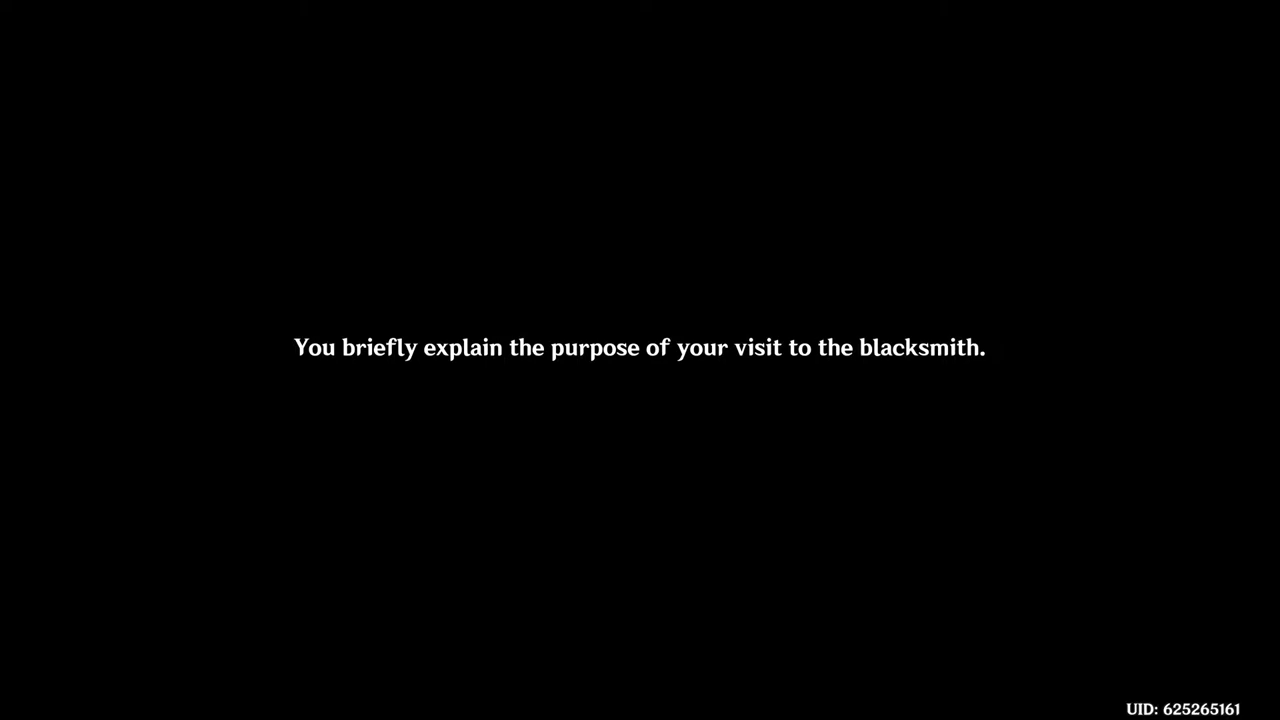 You briefly explain the purpose of your visit to the blacksmith.
UID: 625265161